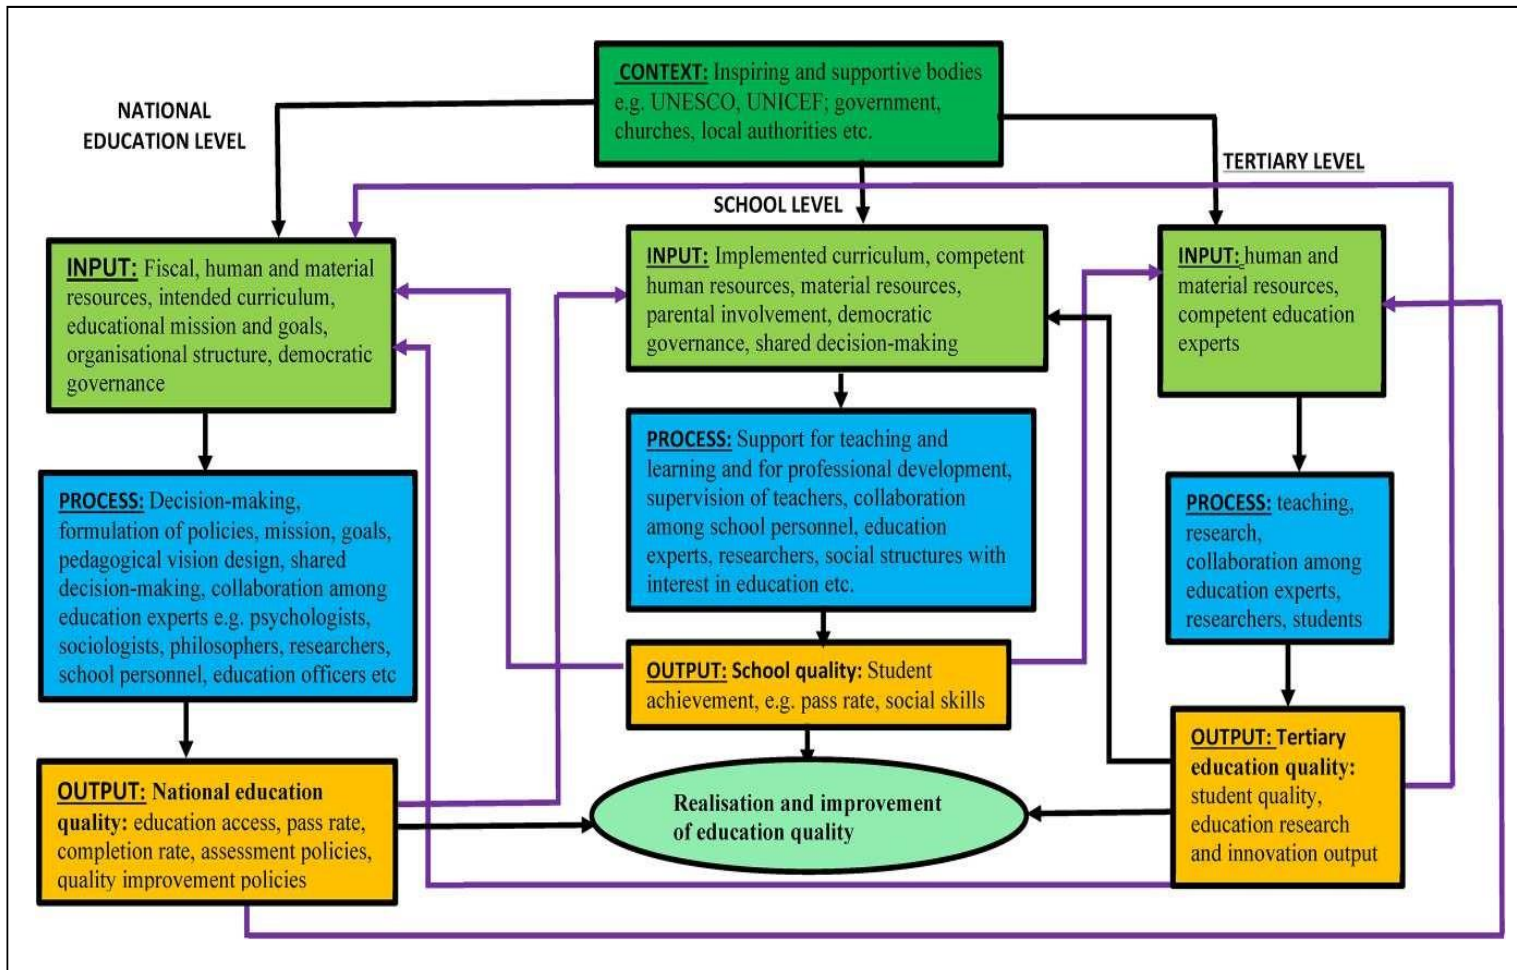 CONTEXT: Inspiring and supportive bodies
e.g. UNESCO, UNICEF; government,
churches, local authorities etc.
NATIONAL
EDUCATION LEVEL
SCHOOL LEVEL
TERTIARY LEVEL
INPUT: Fiscal, human and material
resources, intended curriculum,
educational mission and goals,
organisational structure, democratic
governance
PROCESS: Decision-making,
formulation of policies, mission, goals,
pedagogical vision design, shared
decision-making, collaboration among
education experts e.g. psychologists,
sociologists, philosophers, researchers,
school personnel, education officers etc
OUTPUT: National education
quality: education access, pass rate,
completion rate, assessment policies,
quality improvement policies
INPUT: Implemented curriculum, competent
human resources, material resources,
parental involvement, democratic
governance, shared decision-making
PROCESS: Support for teaching and
learning and for professional development,
supervision of teachers, collaboration
among school personnel, education
experts, researchers, social structures with
interest in education etc.
OUTPUT: School quality: Student
achievement, e.g. pass rate, social skills
Realisation and improvement
of education quality
INPUT: human and
material resources,
competent education
experts
PROCESS: teaching,
research,
collaboration among
education experts,
researchers, students
OUTPUT: Tertiary
education quality:
student quality,
education research
and innovation output